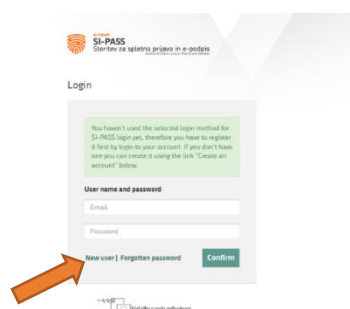 SI-PASS
Storitev za spletno prijavo in e-podpis
Login
You haven't used the selected login method for
SI-PASS login yet, therefore you have to register
it first by login to your account. If you don't have
one you can create it using the link "Create an
account" below.
User name and password
Email
Password
New user | Forgotten password
Confirm